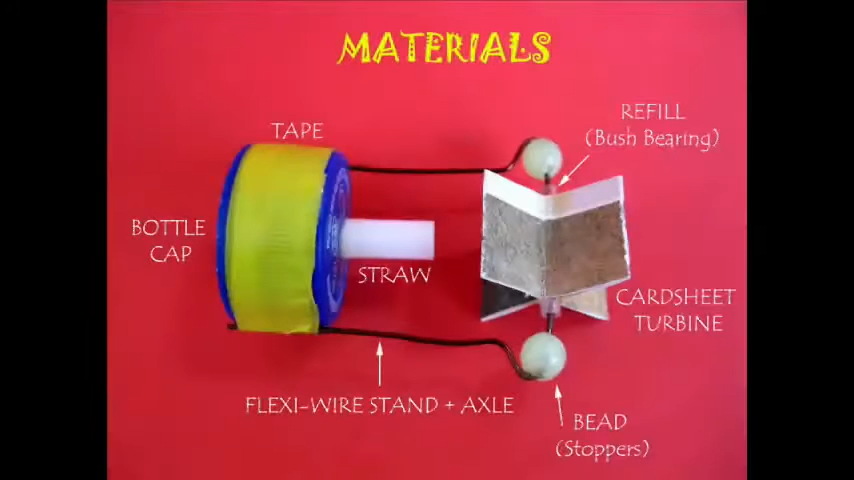 MATERIALS
REFILL
(Bush Bearing)
TAPE
BOTTLE
CAP
STRAW
CARDSHEET
TURBINE
FLEXI-WIRE STAND + AXLE
BEAD
(Stoppers)